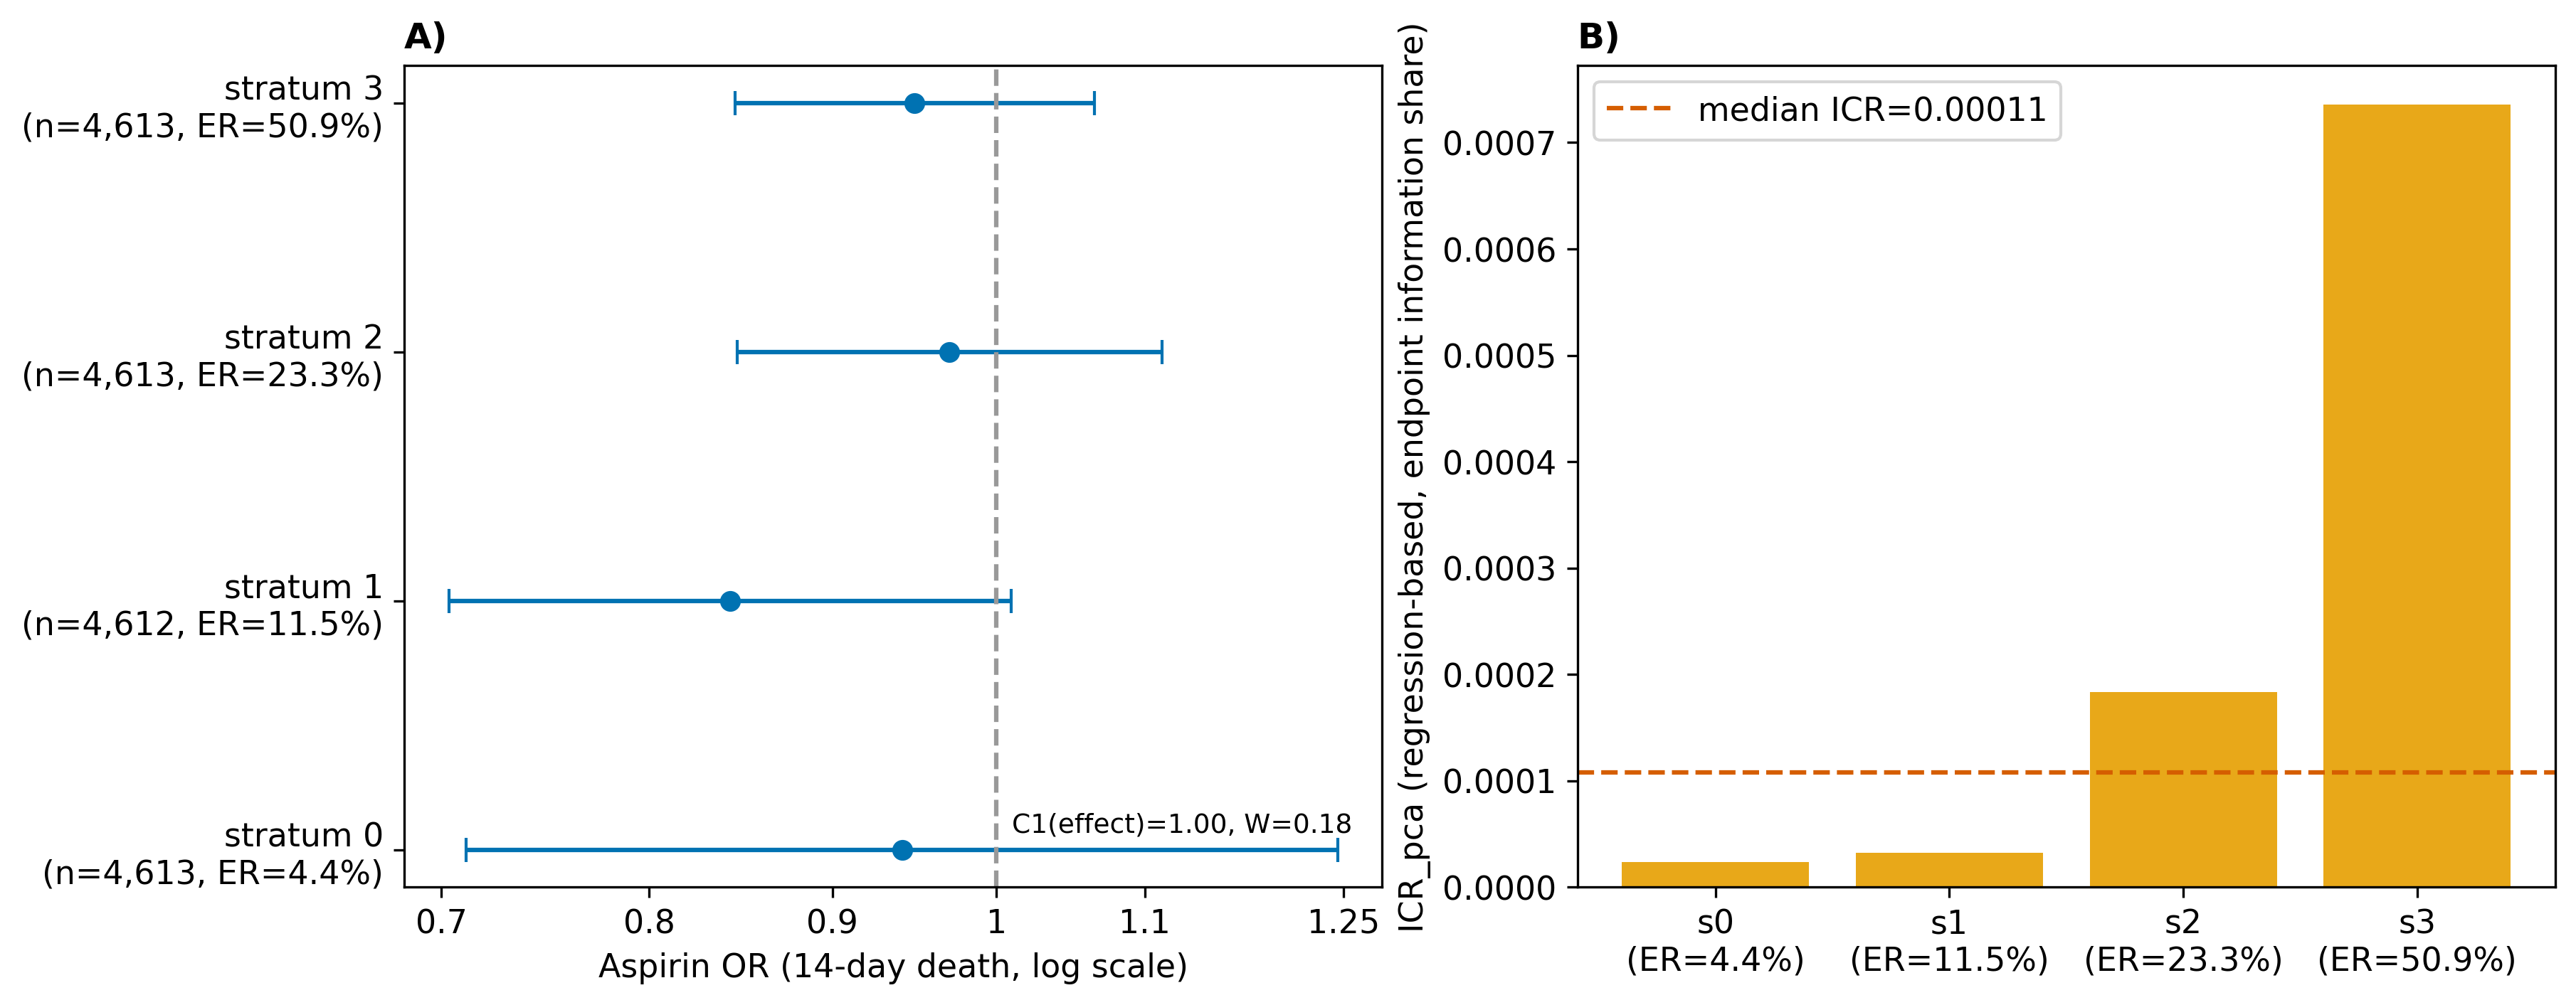 A)
stratum 3
(n=4,613, ER=50.9%)
stratum 2
(n=4,613, ER=23.3%)
stratum 1
(n=4,612, ER=11.5%)
stratum 0
(n=4,613, ER=4.4%)
C1(effect)=1.00, W=0.18
0.7
0.8
0.9
1
1.1
1.25
Aspirin OR (14-day death, log scale)
B)
ICR_pca (regression-based, endpoint information share)
median ICR=0.00011
0.0007
0.0006
0.0005
0.0004
0.0003
0.0002
0.0001
0.0000
s0
(ER=4.4%)
s1
(ER=11.5%)
s2
(ER=23.3%)
s3
(ER=50.9%)